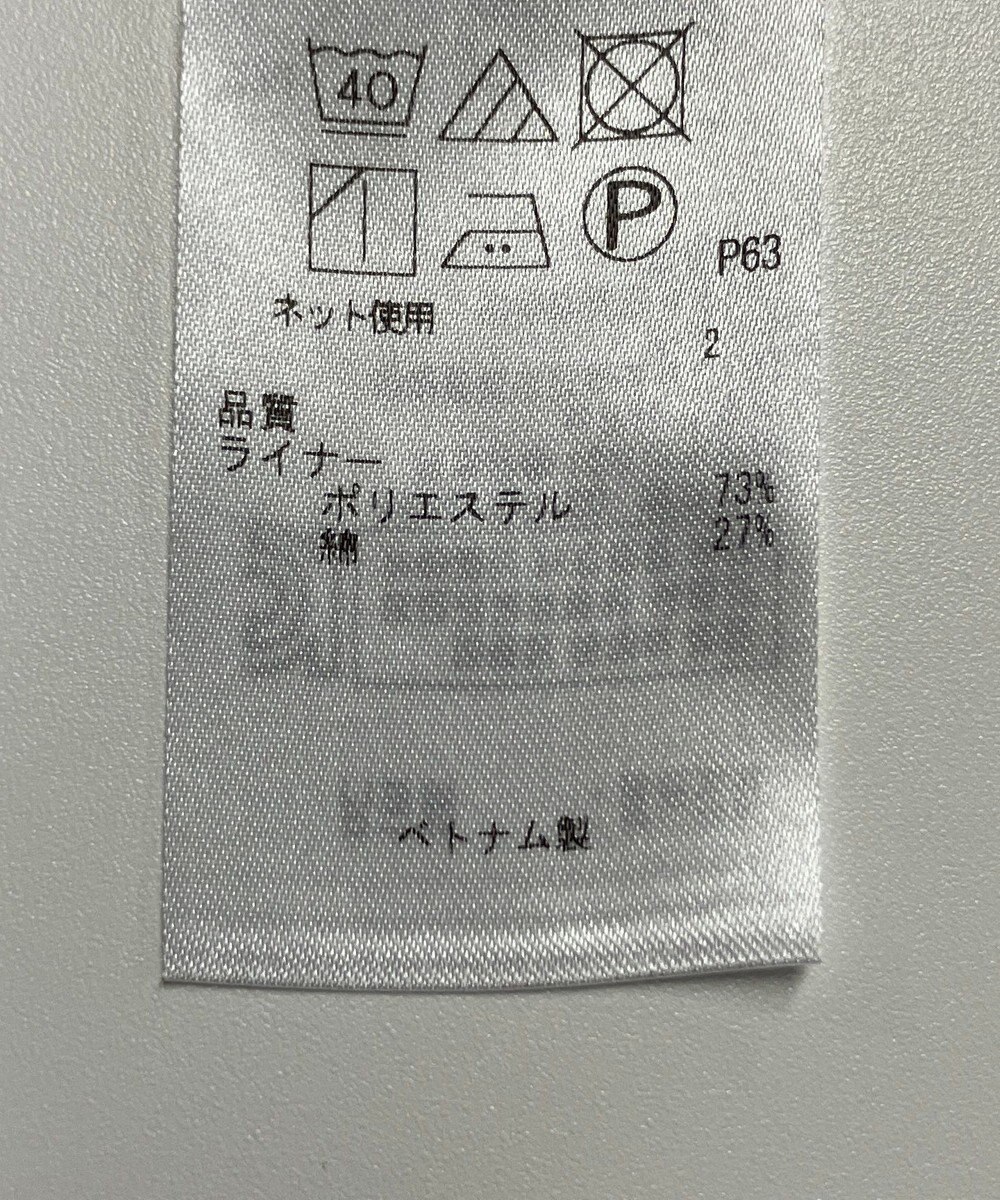 40
P
P63
ネット使用
2
品質
ライナー
ポリエステル 73%
綿 27%
ベトナム製